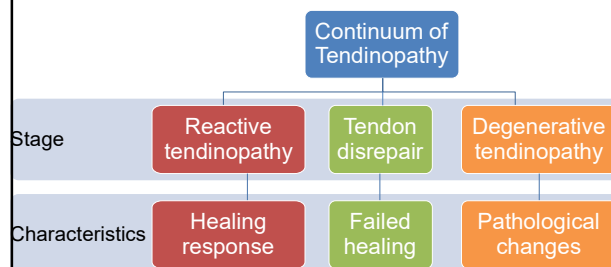 Continuum of
Tendinopathy
Stage
Reactive
tendinopathy
Tendon
disrepair
Degenerative
tendinopathy
Characteristics
Healing
response
Failed
healing
Pathological
changes